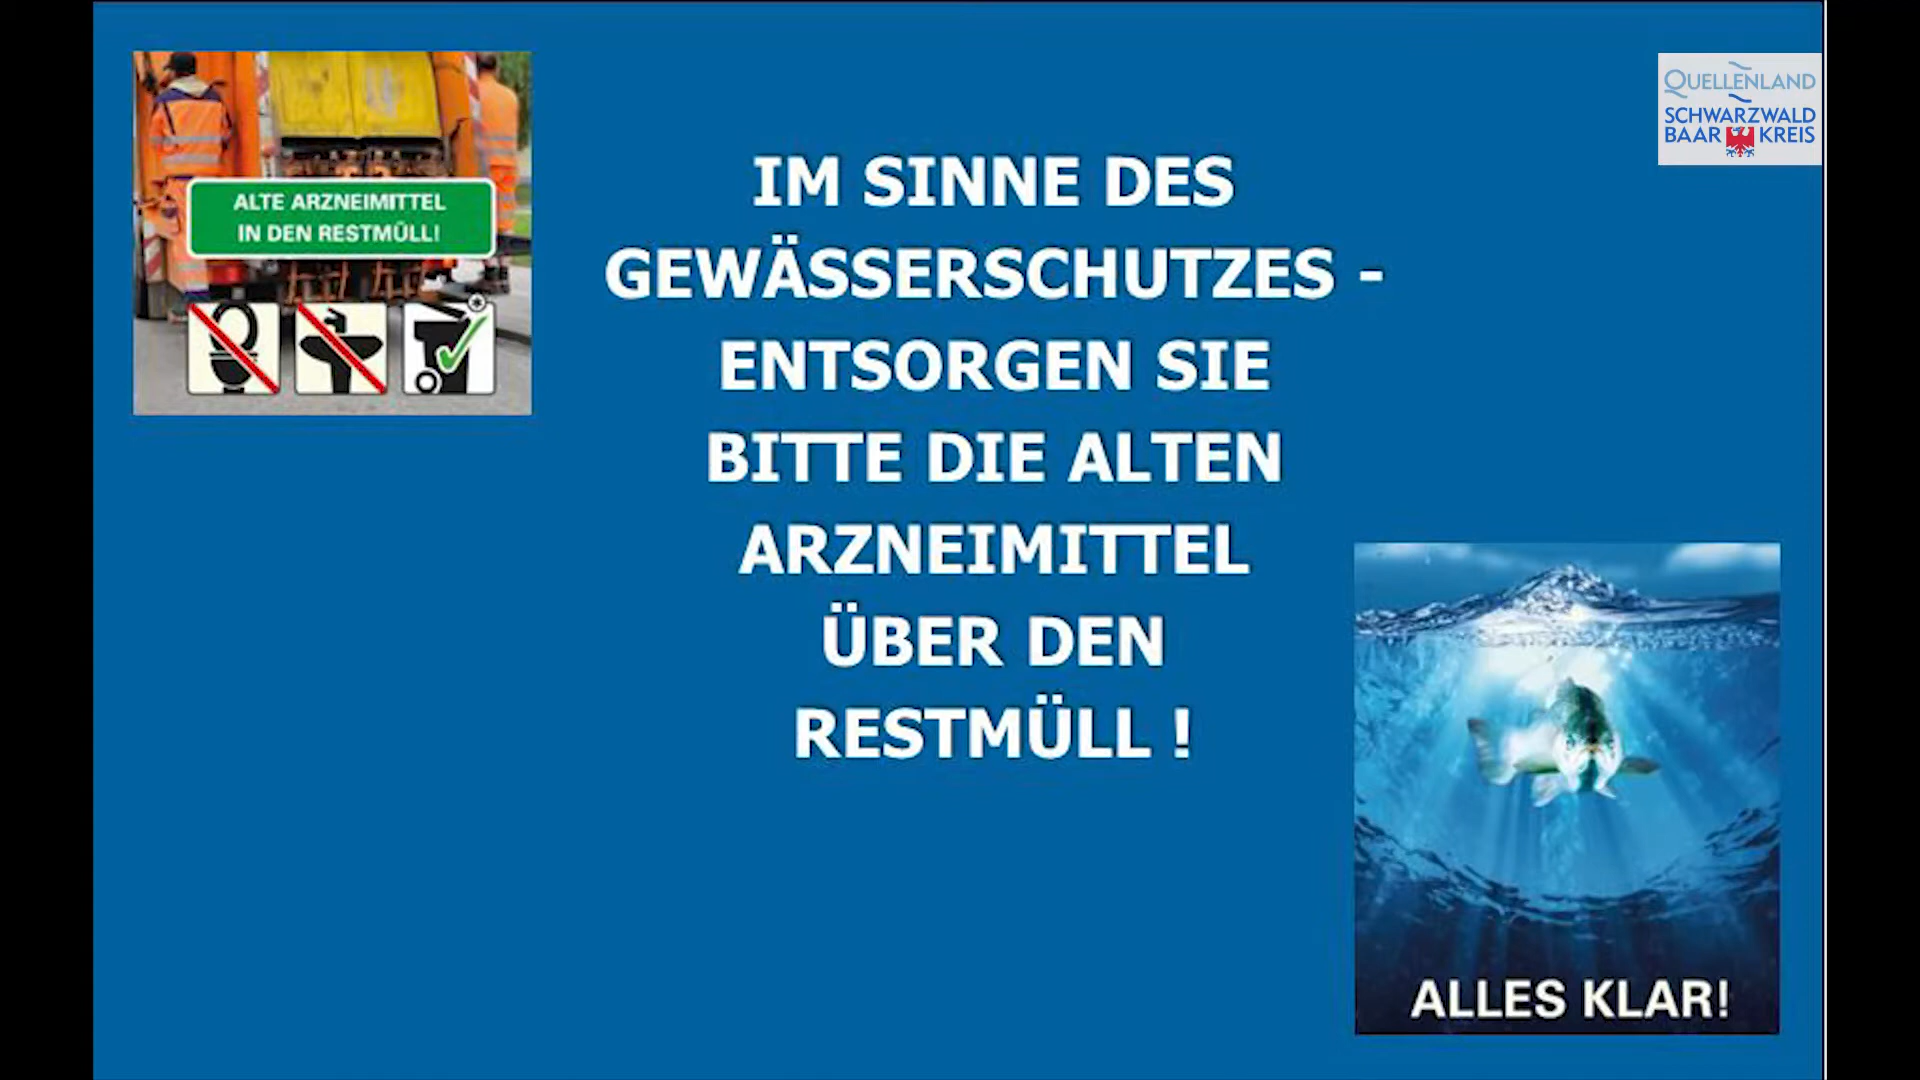 ALTE ARZNEIMITTEL
IN DEN RESTMÜLL!
QUELLENLAND
SCHWARZWALD
BAAR KREIS
IM SINNE DES
GEWÄSSERSCHUTZES -
ENTSORGEN SIE
BITTE DIE ALTEN
ARZNEIMITTEL
ÜBER DEN
RESTMÜLL !
ALLES KLAR!